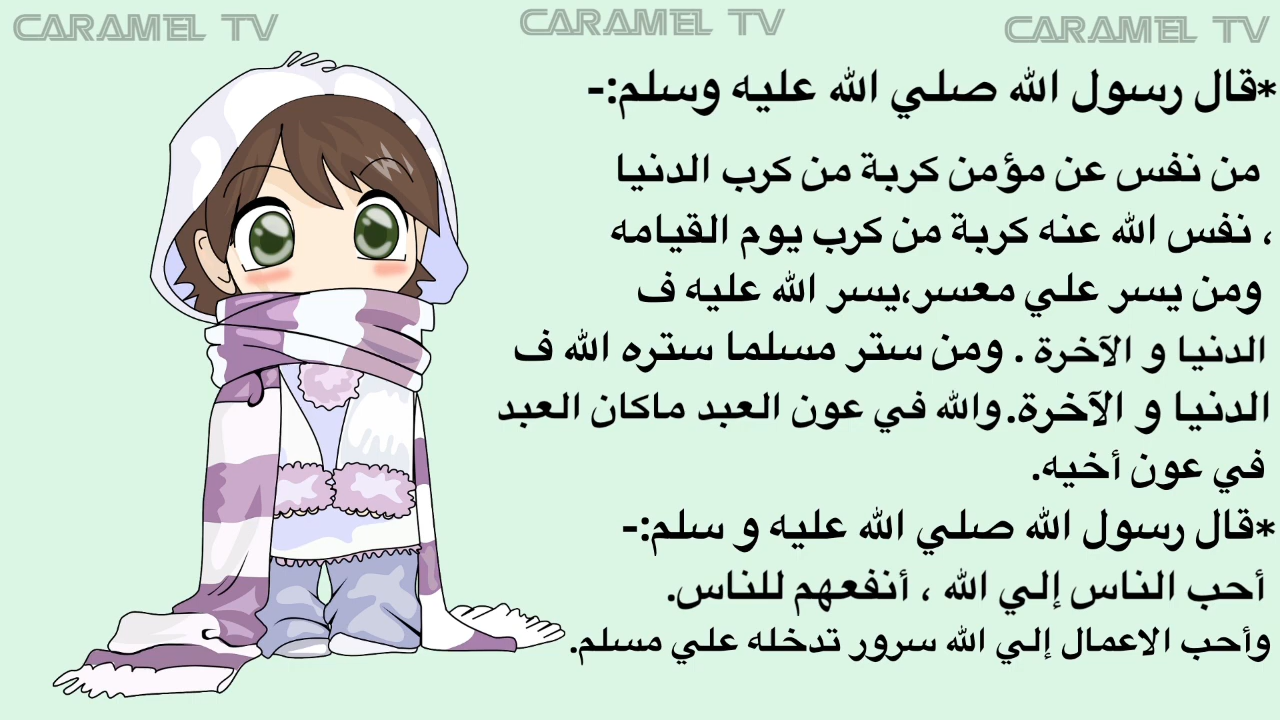 CARAMEL TV CARAMEL TV CARAMEL TV
*قال رسول الله صلي الله عليه وسلم:-
من نفس عن مؤمن كربة من كرب الدنيا
، نفس الله عنه كربة من كرب يوم القيامه
ومن يسر علي معسر،يسر الله عليه ف
الدنيا و الآخرة . ومن ستر مسلما ستره الله ف
الدنيا و الآخرة.والله في عون العبد ماكان العبد
في عون أخيه.
*قال رسول الله صلي الله عليه و سلم:-
أحب الناس إلي الله ، أنفعهم للناس.
وأحب الاعمال إلي الله سرور تدخله علي مسلم.